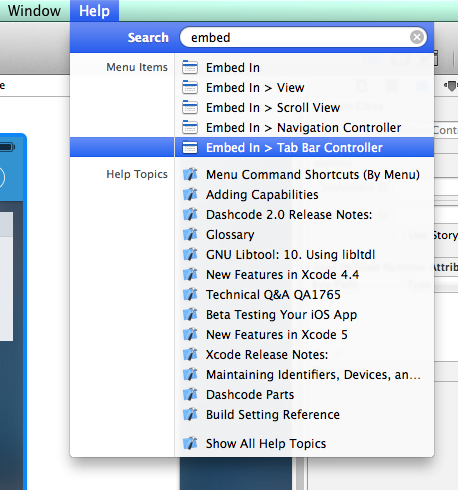 Window Help
Search embed
Menu Items Embed In
Embed In > View
Embed In > Scroll View
Embed In > Navigation Controller
Embed In > Tab Bar Controller
Help Topics Menu Command Shortcuts (By Menu)
Adding Capabilities
Dashcode 2.0 Release Notes:
Glossary
GNU Libtool: 10. Using libltdl
New Features in Xcode 4.4
Technical Q&A QA1765
Beta Testing Your iOS App
New Features in Xcode 5
Xcode Release Notes:
Maintaining Identifiers, Devices, an...
Dashcode Parts
Build Setting Reference
Show All Help Topics